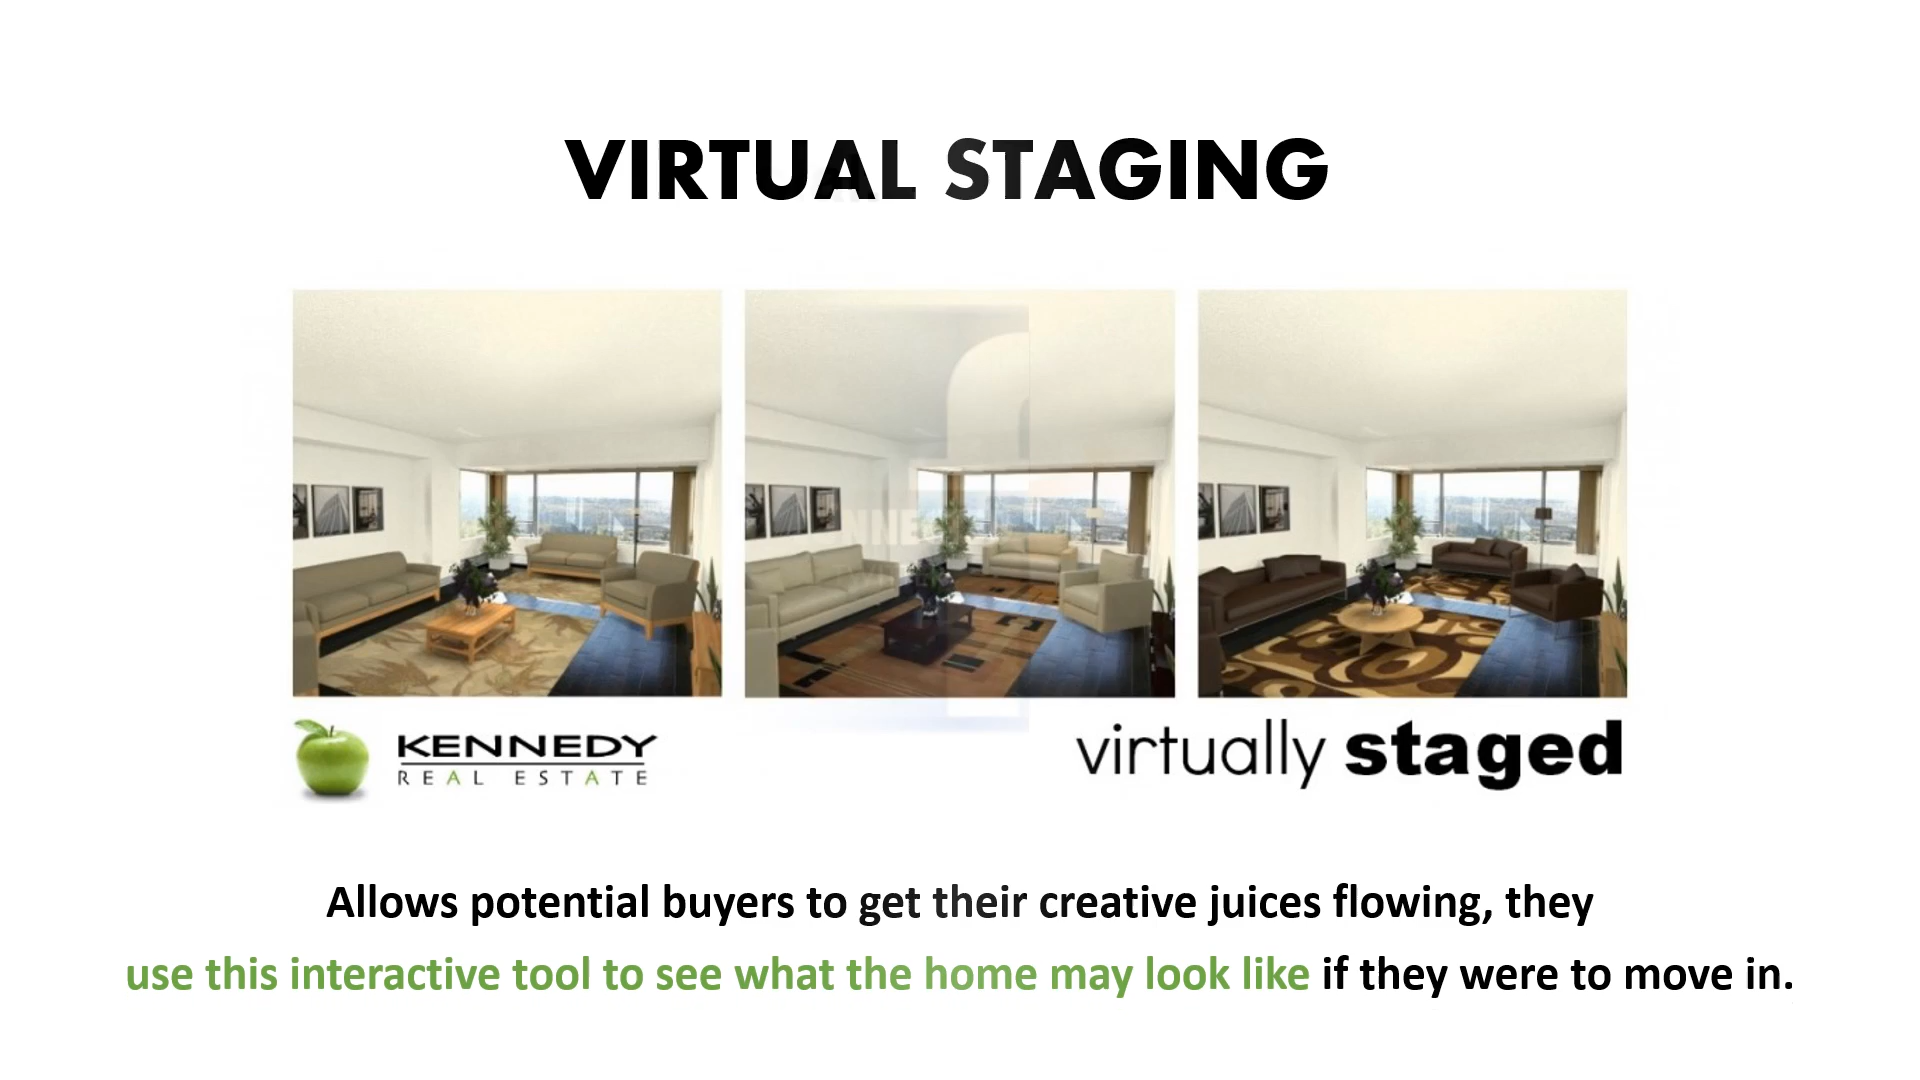 VIRTUAL STAGING
KENNEDY
REAL ESTATE
virtually staged
Allows potential buyers to get their creative juices flowing, they
use this interactive tool to see what the home may look like if they were to move in.